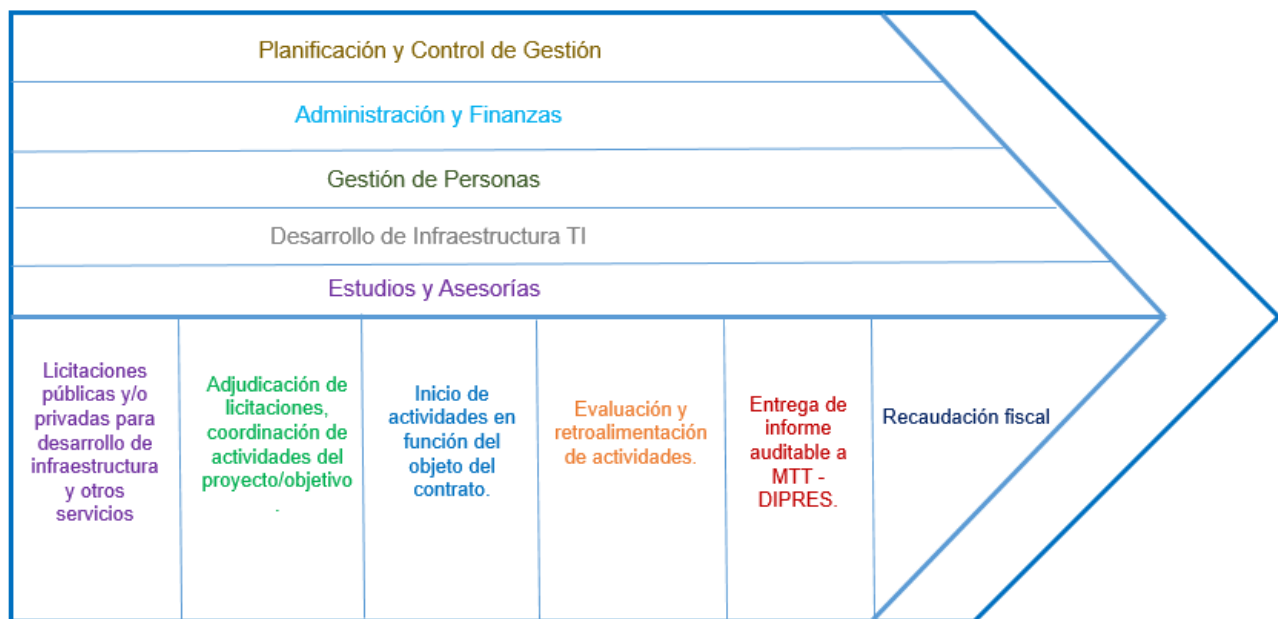 Planificación y Control de Gestión
Administración y Finanzas
Gestión de Personas
Desarrollo de Infraestructura TI
Estudios y Asesorías
Licitaciones
públicas y/o
privadas para
desarrollo de
infraestructura
y otros
servicios
Adjudicación de
licitaciones,
coordinación de
actividades del
proyecto/objetivo
.
Inicio de
actividades en
función del
objeto del
contrato.
Evaluación y
retroalimentación
de actividades.
Entrega de
informe
auditable a
MTT -
DIPRES.
Recaudación fiscal